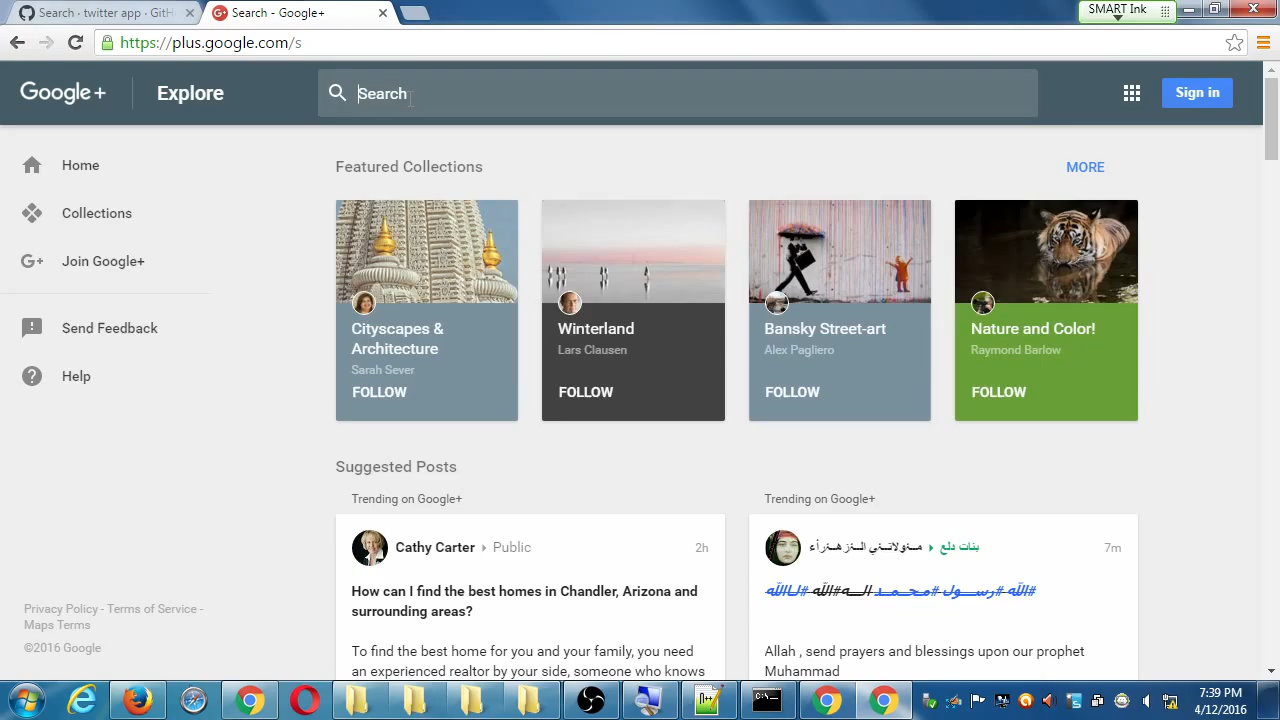 Search · twitter app · GitH
Search - Google+
SMART Ink
https://plus.google.com/s
Google+
Explore
Search
Sign in
Home
Collections
Join Google+
Send Feedback
Help
Privacy Policy - Terms of Service -
Maps Terms
©2016 Google
Featured Collections
MORE
Cityscapes &
Architecture
Sarah Sever
FOLLOW
Winterland
Lars Clausen
FOLLOW
Bansky Street-art
Alex Pagliero
FOLLOW
Nature and Color!
Raymond Barlow
FOLLOW
Suggested Posts
Trending on Google+
Cathy Carter
Public
2h
How can I find the best homes in Chandler, Arizona and
surrounding areas?
To find the best home for you and your family, you need
an experienced realtor by your side, someone who knows
Trending on Google+
بنات دلع
7m
#رسـول #مـحـمـد
Allah , send prayers and blessings upon our prophet
Muhammad
7:39 PM
4/12/2016